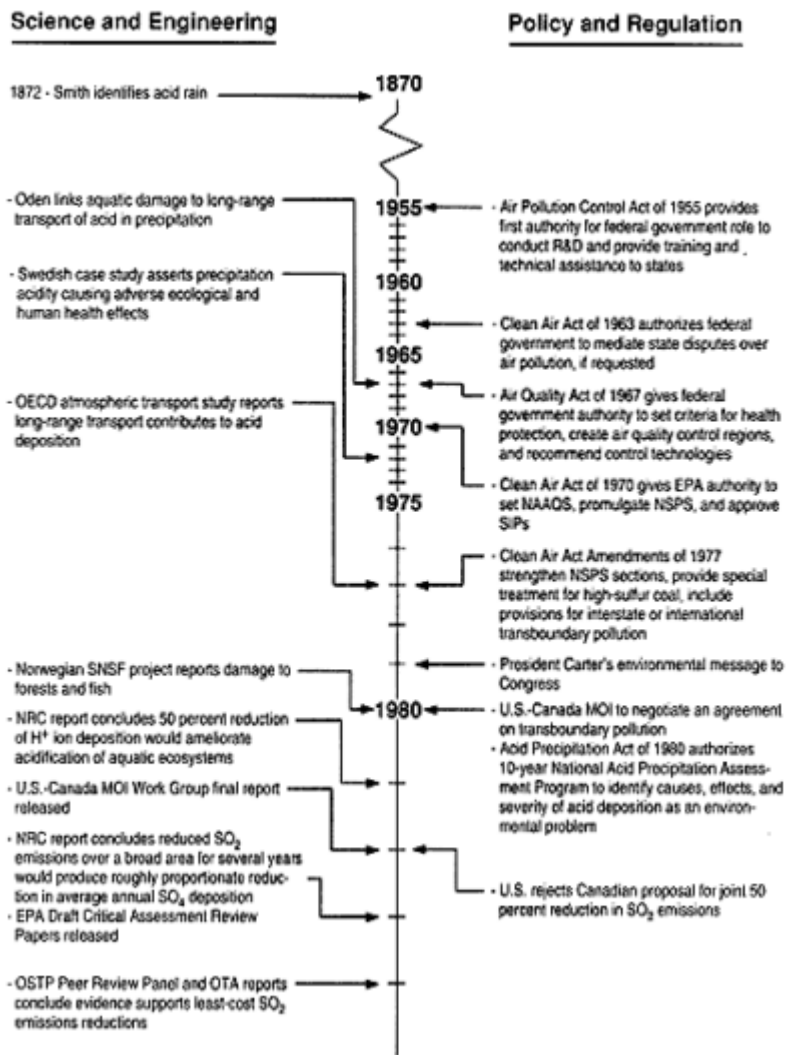 Science and Engineering
Policy and Regulation
1870
1872 - Smith identifies acid rain
- Oden links aquatic damage to long-range
transport of acid in precipitation
- Swedish case study asserts precipitation
acidity causing adverse ecological and
human health effects
- OECD atmospheric transport study reports
long-range transport contributes to acid
deposition
- Norwegian SNSF project reports damage to
forests and fish
- NRC report concludes 50 percent reduction
of H+ ion deposition would ameliorate
acidification of aquatic ecosystems
- U.S.-Canada MOI Work Group final report
released
- NRC report concludes reduced SO2
emissions over a broad area for several years
would produce roughly proportionate reduc-
tion in average annual SO4 deposition
- EPA Draft Critical Assessment Review
Papers released
- OSTP Peer Review Panel and OTA reports
conclude evidence supports least-cost SO2
emissions reductions
1955
1960
1965
1970
1975
1980
- Air Pollution Control Act of 1955 provides
first authority for federal government role to
conduct R&D and provide training and
technical assistance to states
- Clean Air Act of 1963 authorizes federal
government to mediate state disputes over
air pollution, if requested
- Air Quality Act of 1967 gives federal
government authority to set criteria for health
protection, create air quality control regions,
and recommend control technologies
- Clean Air Act of 1970 gives EPA authority to
set NAAQS, promulgate NSPS, and approve
SIPs
- Clean Air Act Amendments of 1977
strengthen NSPS sections, provide special
treatment for high-sulfur coal, include
provisions for interstate or international
transboundary pollution
- President Carter's environmental message to
Congress
- U.S.-Canada MOI to negotiate an agreement
on transboundary pollution
- Acid Precipitation Act of 1980 authorizes
10-year National Acid Precipitation Assess-
ment Program to identify causes, effects, and
severity of acid deposition as an environ-
mental problem
- U.S. rejects Canadian proposal for joint 50
percent reduction in SO2 emissions